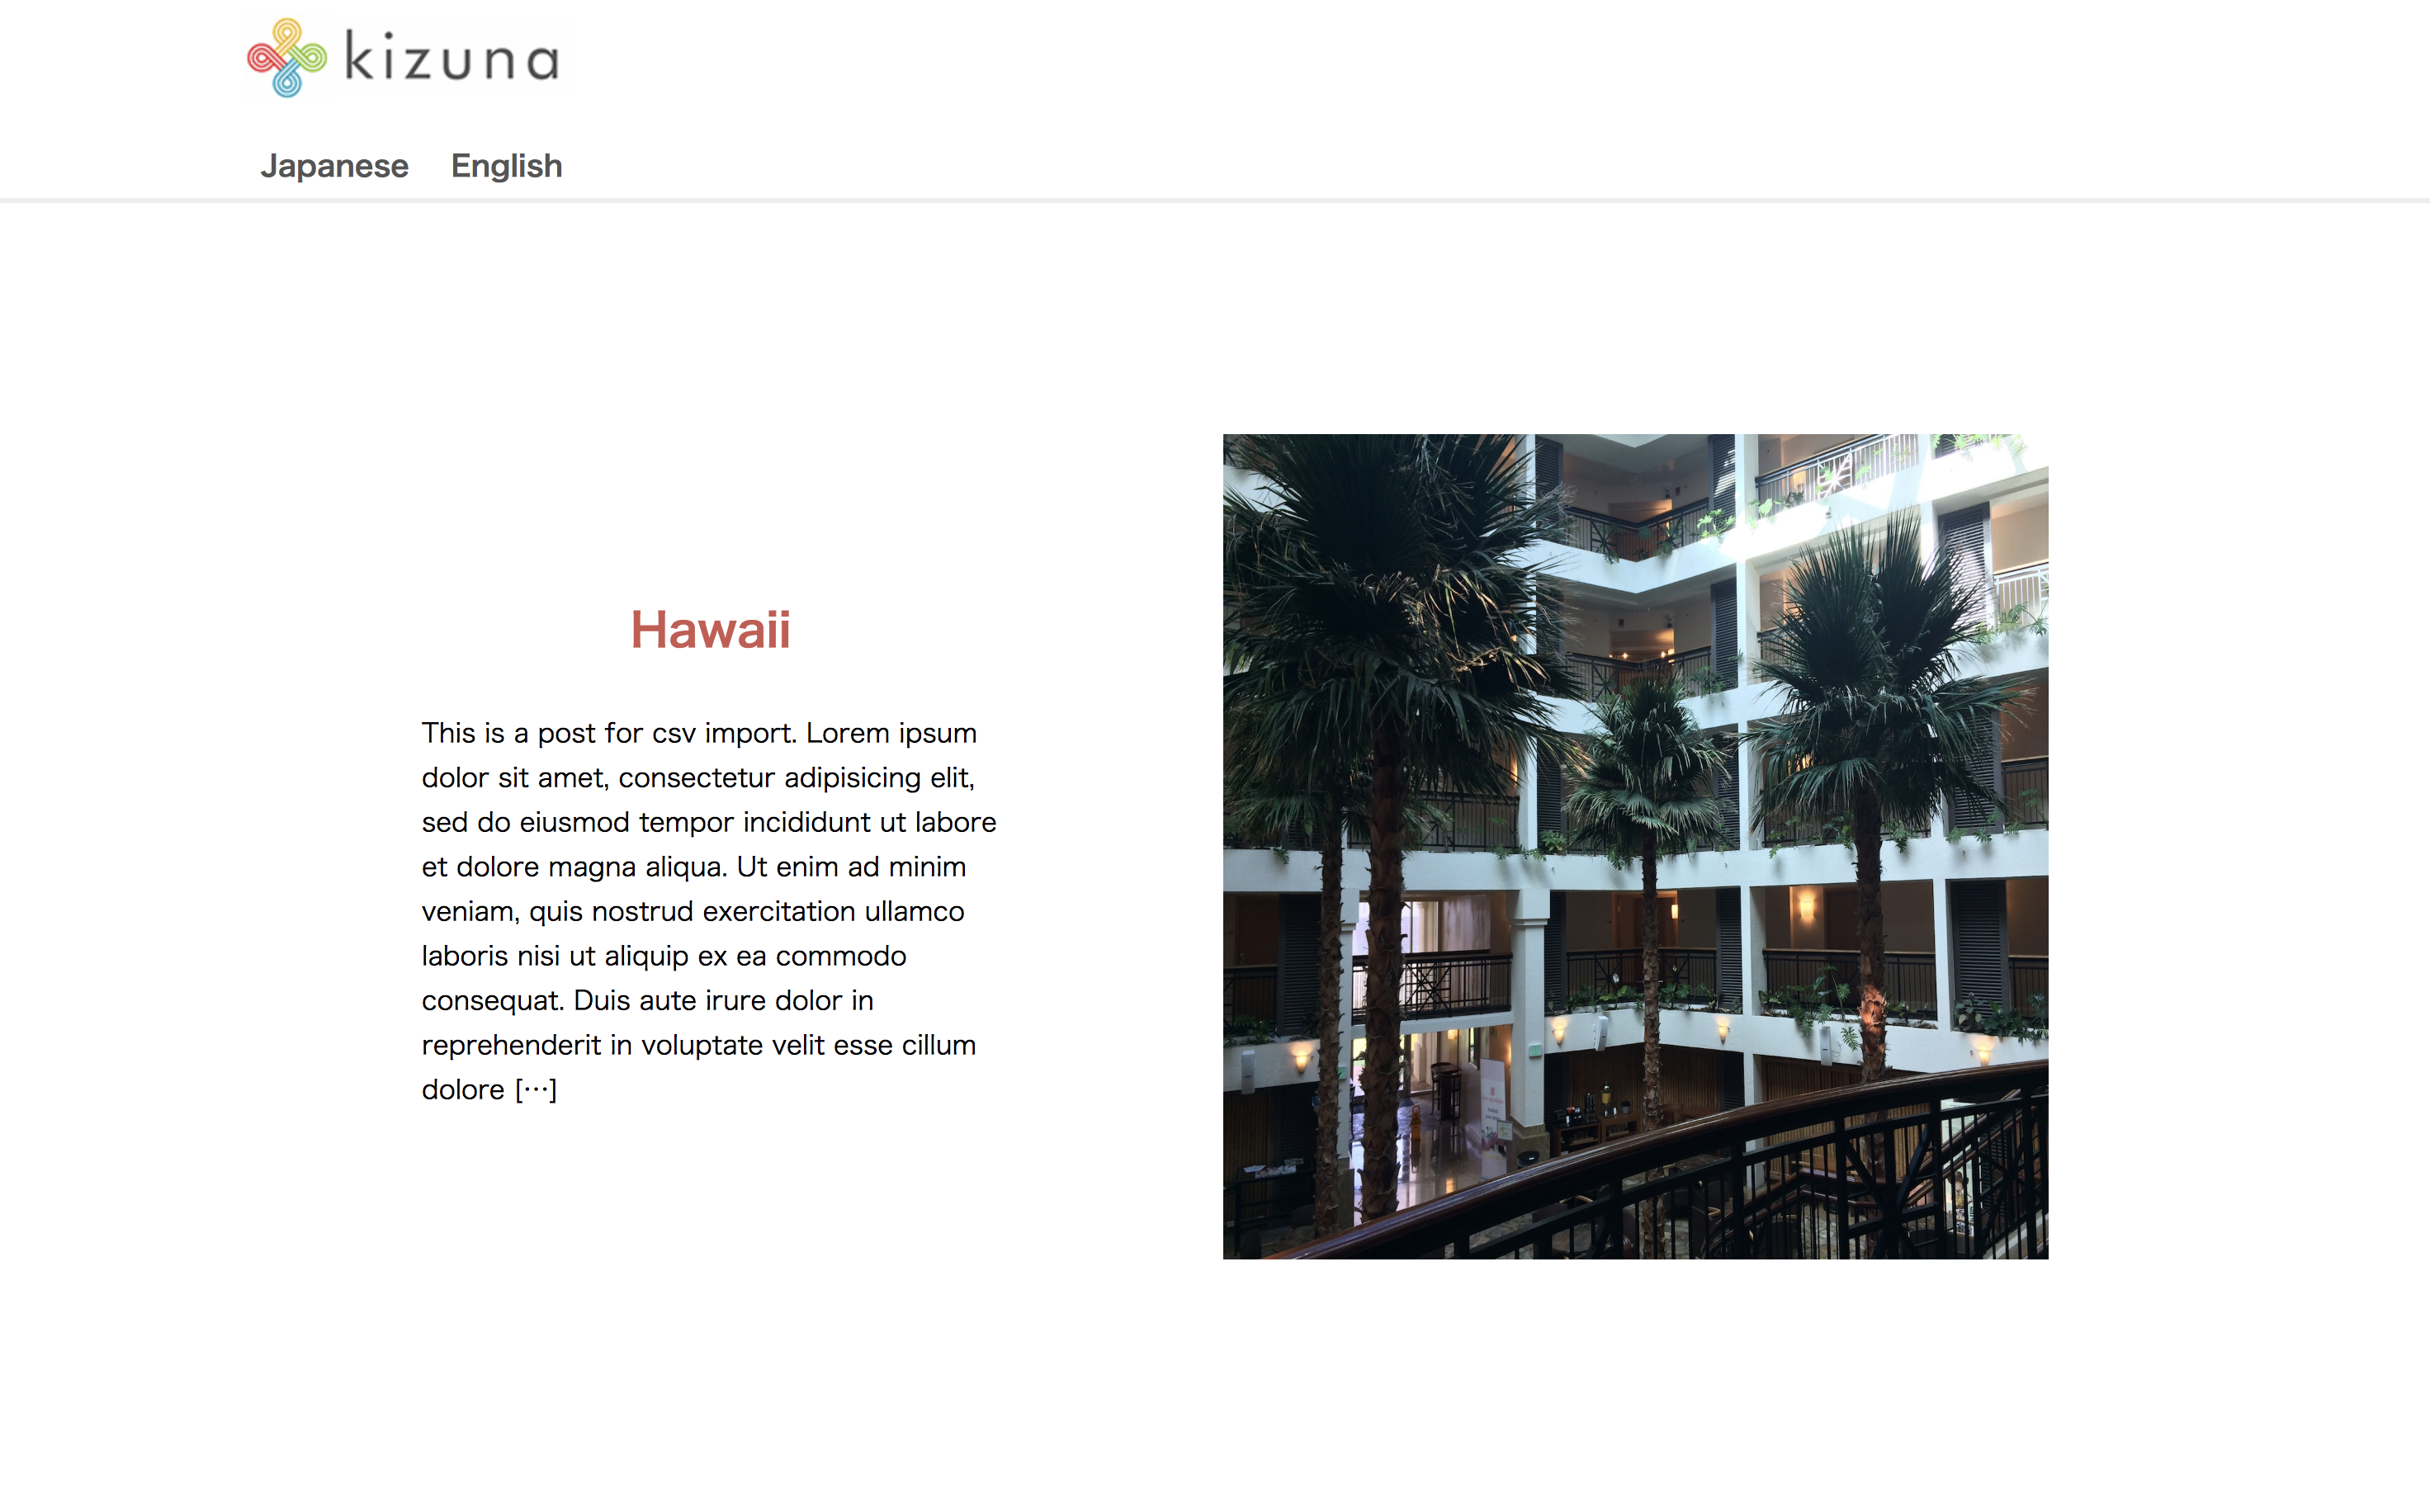 kizuna
Japanese English
Hawaii
This is a post for csv import. Lorem ipsum
dolor sit amet, consectetur adipisicing elit,
sed do eiusmod tempor incididunt ut labore
et dolore magna aliqua. Ut enim ad minim
veniam, quis nostrud exercitation ullamco
laboris nisi ut aliquip ex ea commodo
consequat. Duis aute irure dolor in
reprehenderit in voluptate velit esse cillum
dolore […]